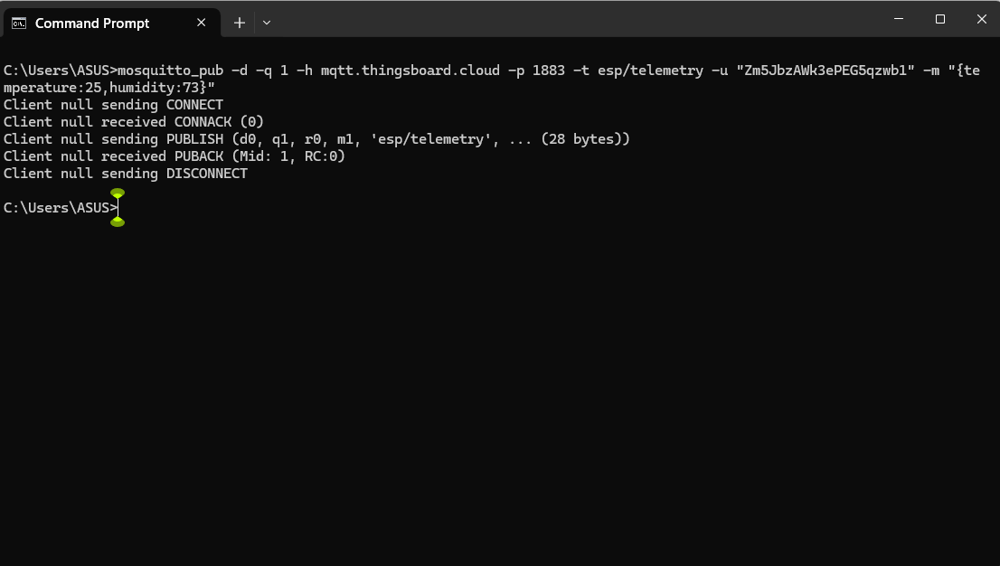 Command Prompt
C:\Users\ASUS>mosquitto_pub -d -q 1 -h mqtt.thingsboard.cloud -p 1883 -t esp/telemetry -u "Zm5JbzAWk3ePEG5qzwb1" -m "{te
mperature:25,humidity:73}"
Client null sending CONNECT
Client null received CONNACK (0)
Client null sending PUBLISH (d0, q1, r0, m1, 'esp/telemetry', ... (28 bytes))
Client null received PUBACK (Mid: 1, RC:0)
Client null sending DISCONNECT
C:\Users\ASUS>